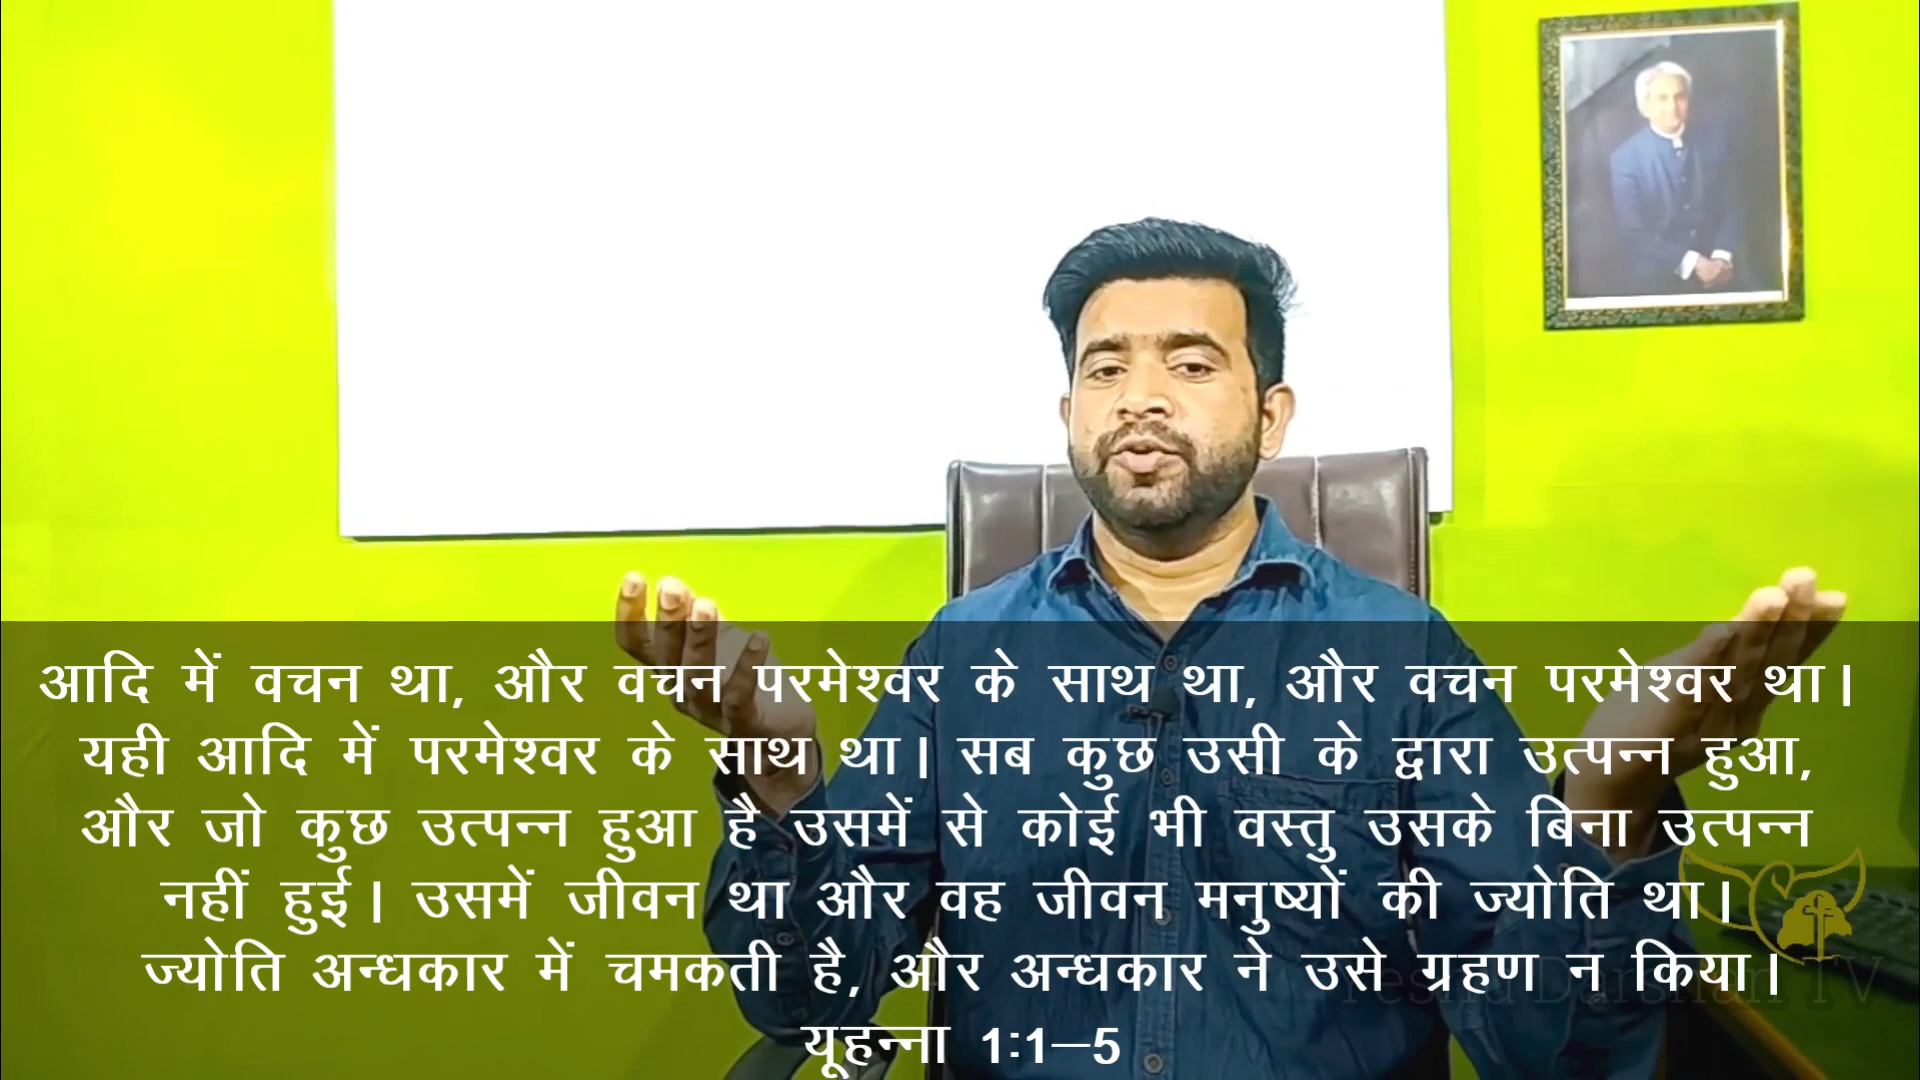 आदि में वचन था, और वचन परमेश्वर के साथ था, और वचन परमेश्वर था।
यही आदि में परमेश्वर के साथ था। सब कुछ उसी के द्वारा उत्पन्न हुआ,
और जो कुछ उत्पन्न हुआ है उसमें से कोई भी वस्तु उसके बिना उत्पन्न
नहीं हुई। उसमें जीवन था और वह जीवन मनुष्यों की ज्योति था।
ज्योति अन्धकार में चमकती है, और अन्धकार ने उसे ग्रहण न किया।
Darshan TV
यूहन्ना 1:1–5